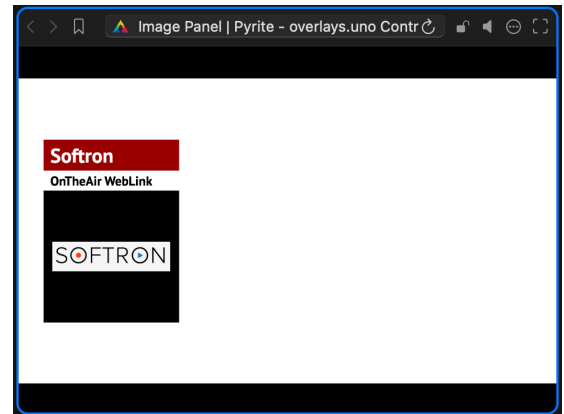 Image Panel | Pyrite - overlays.uno Contr
Softron
OnTheAir WebLink
SOFTRON